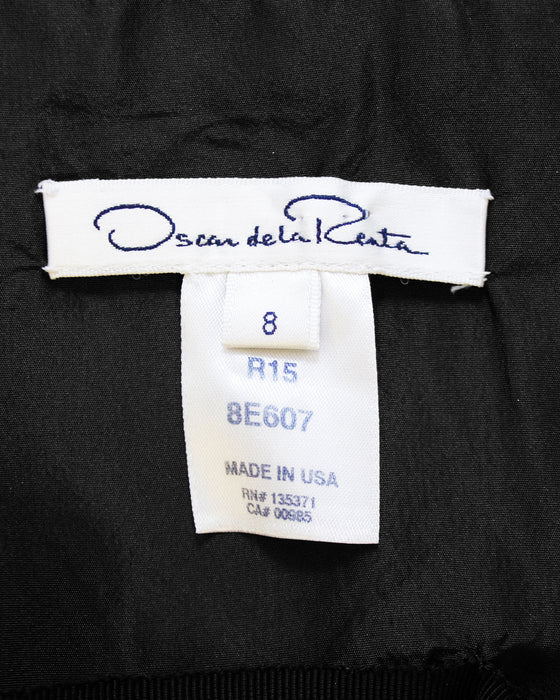 Oscar de la Renta
8
R15
8E607
MADE IN USA
RN# 135371
CA# 00985